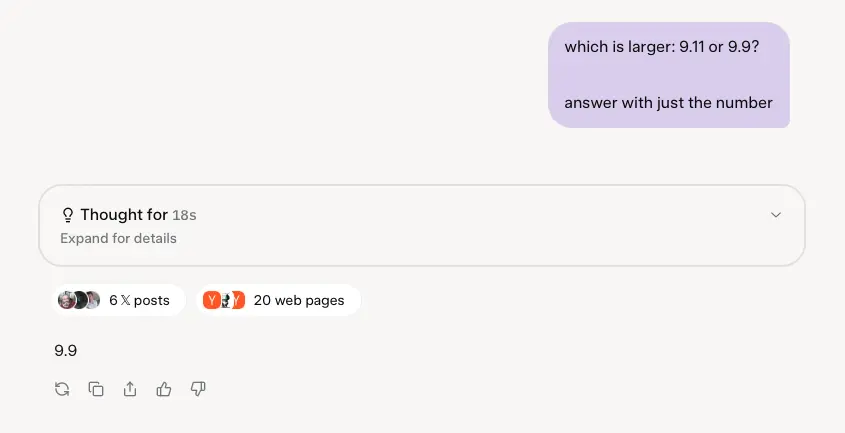 which is larger: 9.11 or 9.9?
answer with just the number
Thought for 18s
Expand for details
6 𝕏 posts
Y Y 20 web pages
9.9